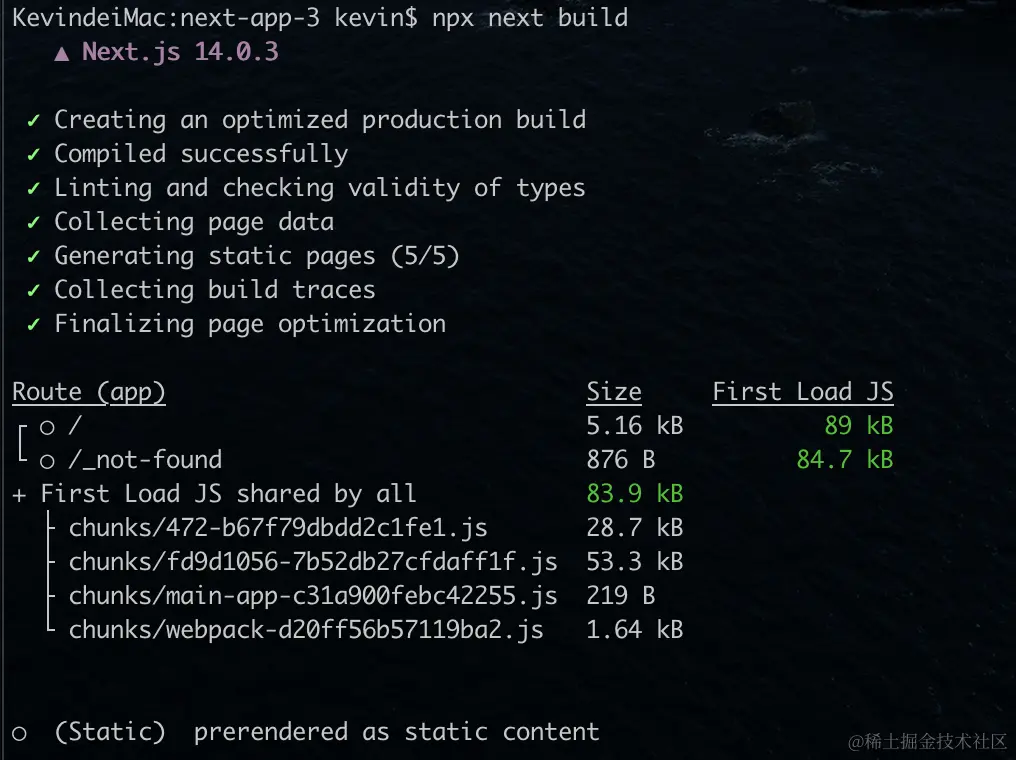 KevindeiMac:next-app-3 kevin$ npx next build
▲ Next.js 14.0.3
✓ Creating an optimized production build
✓ Compiled successfully
✓ Linting and checking validity of types
✓ Collecting page data
✓ Generating static pages (5/5)
✓ Collecting build traces
✓ Finalizing page optimization
Route (app) Size First Load JS
┌ ○ / 5.16 kB 89 kB
└ ○ /_not-found 876 B 84.7 kB
+ First Load JS shared by all 83.9 kB
├ chunks/472-b67f79dbdd2c1fe1.js 28.7 kB
├ chunks/fd9d1056-7b52db27cfdaff1f.js 53.3 kB
├ chunks/main-app-c31a900febc42255.js 219 B
└ chunks/webpack-d20ff56b57119ba2.js 1.64 kB
○ (Static) prerendered as static content
@稀土掘金技术社区